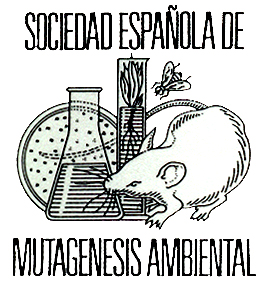 SOCIEDAD ESPAÑOLA DE
MUTAGENESIS AMBIENTAL